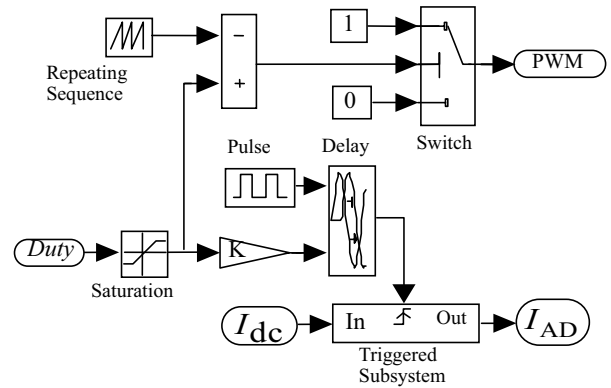 1
−
Repeating
Sequence
+
PWM
0
Switch
Pulse
Delay
Duty
K
Saturation
I_dc
In
Out
I_AD
Triggered
Subsystem